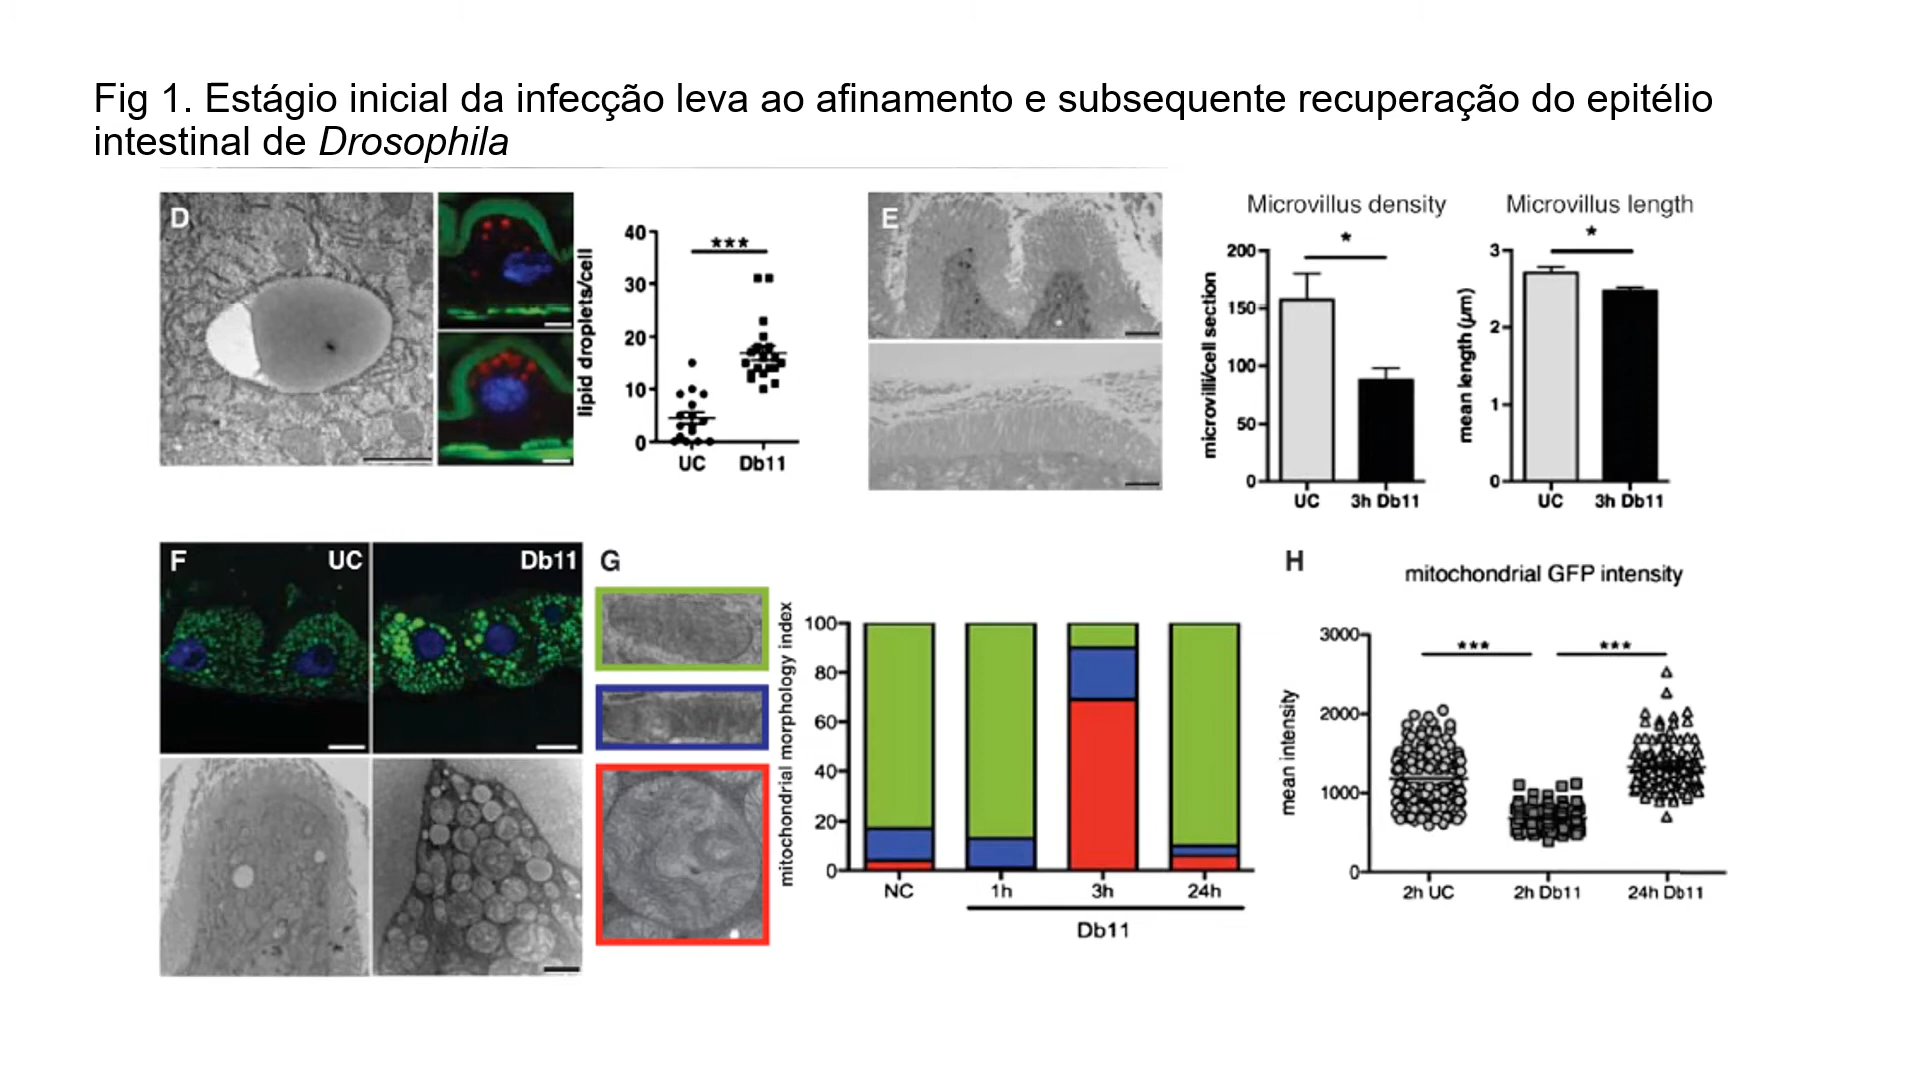 Fig 1. Estágio inicial da infecção leva ao afinamento e subsequente recuperação do epitélio
intestinal de Drosophila
D
lipid droplets/cell
***
40
30
20
10
0
UC Db11
E
Microvillus density
microvilli/cell section
*
200
150
100
50
0
UC 3h Db11
Microvillus length
mean length (µm)
*
3
2
1
0
UC 3h Db11
F UC Db11
G
mitochondrial morphology index
100
80
60
40
20
0
NC 1h 3h 24h
Db11
H
mitochondrial GFP intensity
mean intensity
*** ***
3000
2000
1000
0
2h UC 2h Db11 24h Db11